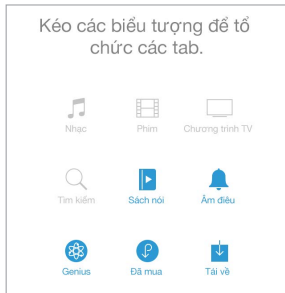 Kéo các biểu tượng để tổ
chức các tab.
Nhạc
Phim
Chương trình TV
Tìm kiếm
Sách nói
Âm điệu
Genius
Đã mua
Tải về